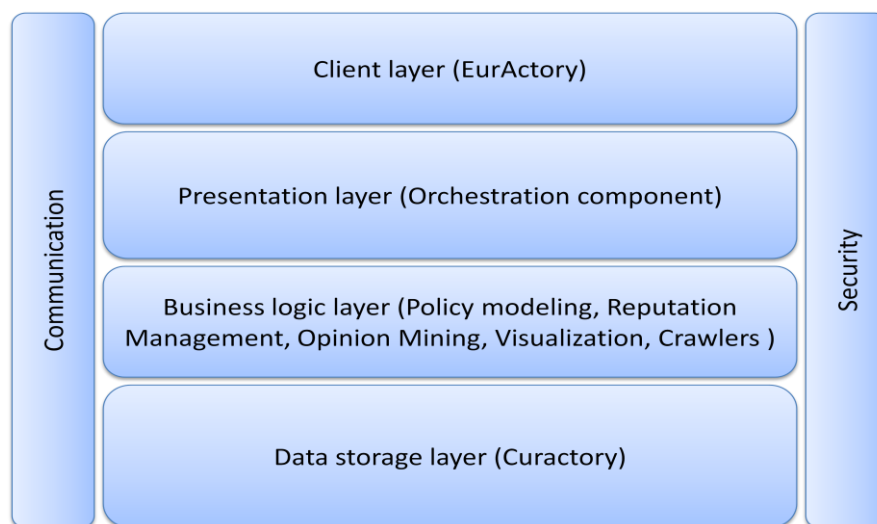 Communication
Client layer (EurActory)
Presentation layer (Orchestration component)
Business logic layer (Policy modeling, Reputation
Management, Opinion Mining, Visualization, Crawlers )
Data storage layer (Curactory)
Security